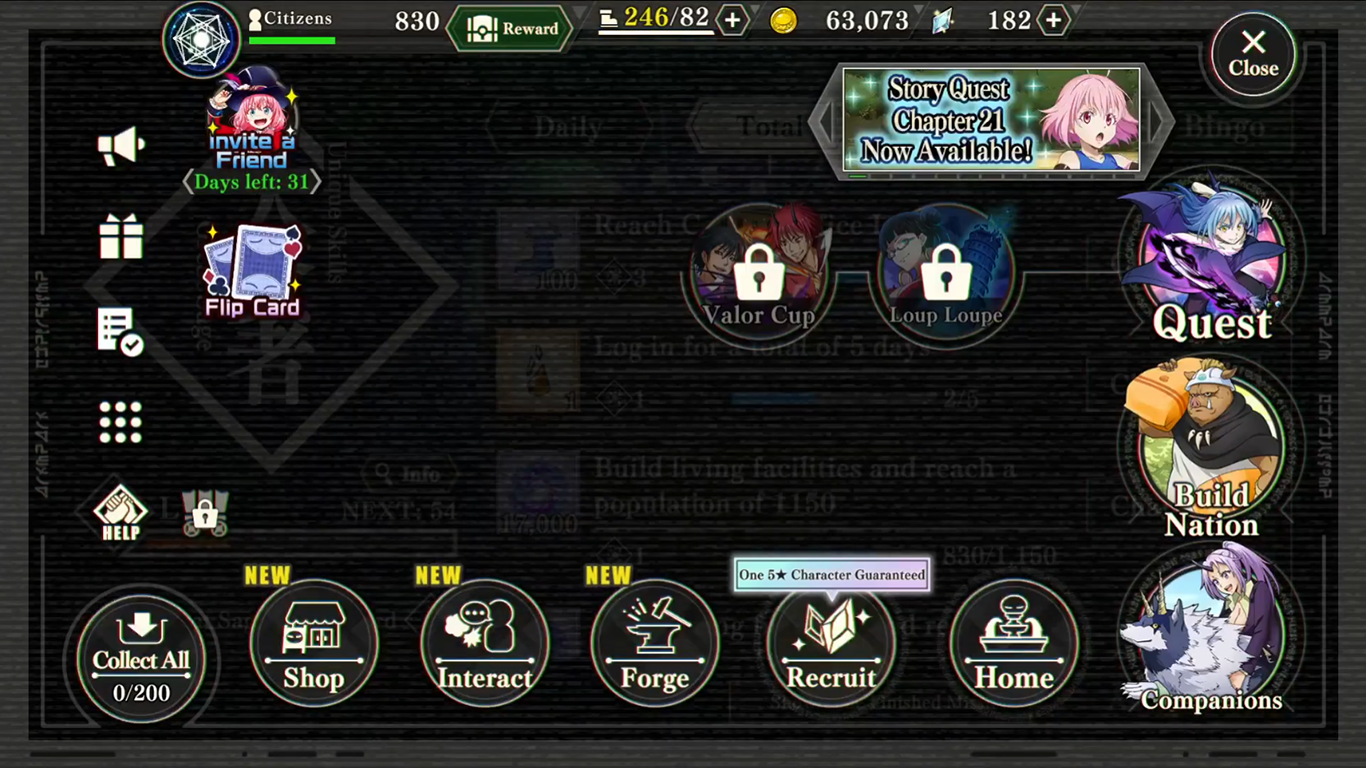 Citizens
830
Reward
246/82
63,073
182
Close
Invite a
Friend
Days left: 31
Daily
Total
Bingo
Story Quest
Chapter 21
Now Available!
Flip Card
Valor Cup
Loup Loupe
Quest
Log in for a total of 5 days
1
2/5
Build
Nation
Info
NEXT: 54
Build living facilities and reach a
population of 1150
17,000
830/1,150
HELP
NEW
NEW
NEW
One 5★ Character Guaranteed
Collect All
0/200
Shop
Interact
Forge
Recruit
Home
Companions